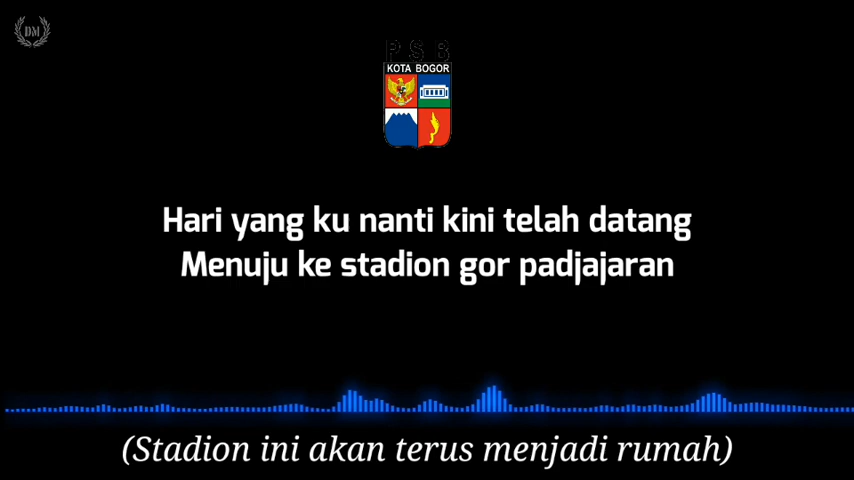 DM
PSB
KOTA BOGOR
Hari yang ku nanti kini telah datang
Menuju ke stadion gor padjajaran
(Stadion ini akan terus menjadi rumah)